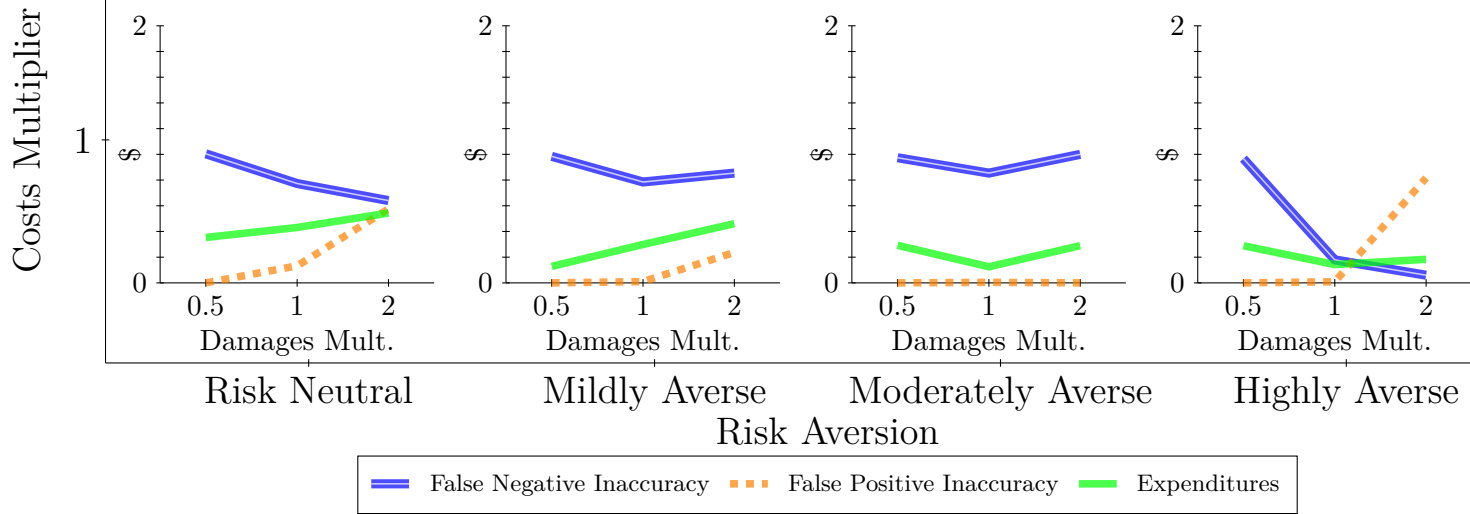 Costs Multiplier
1
2
$
0
0.5 1 2
Damages Mult.
2
$
0
0.5 1 2
Damages Mult.
2
$
0
0.5 1 2
Damages Mult.
2
$
0
0.5 1 2
Damages Mult.
Risk Neutral
Mildly Averse
Moderately Averse
Highly Averse
Risk Aversion
False Negative Inaccuracy
False Positive Inaccuracy
Expenditures